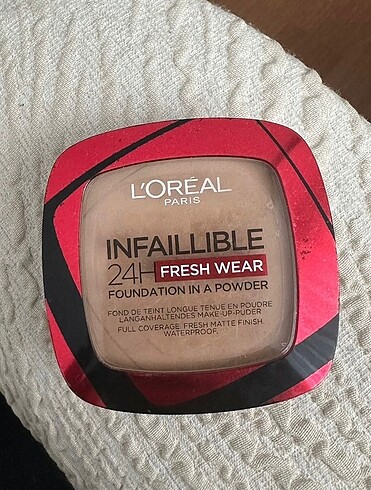 L'ORÉAL
PARIS
INFAILLIBLE
24H FRESH WEAR
FOUNDATION IN A POWDER
FOND DE TEINT LONGUE TENUE EN POUDRE
LANGANHALTENDES MAKE-UP-PUDER
FULL COVERAGE. FRESH MATTE FINISH.
WATERPROOF.